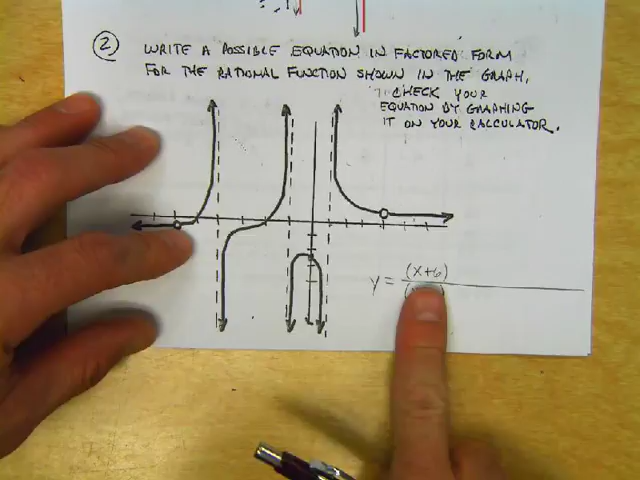 2 WRITE A POSSIBLE EQUATION IN FACTORED FORM
FOR THE RATIONAL FUNCTION SHOWN IN THE GRAPH.
CHECK YOUR
EQUATION BY GRAPHING
IT ON YOUR CALCULATOR.
y = (x+6)